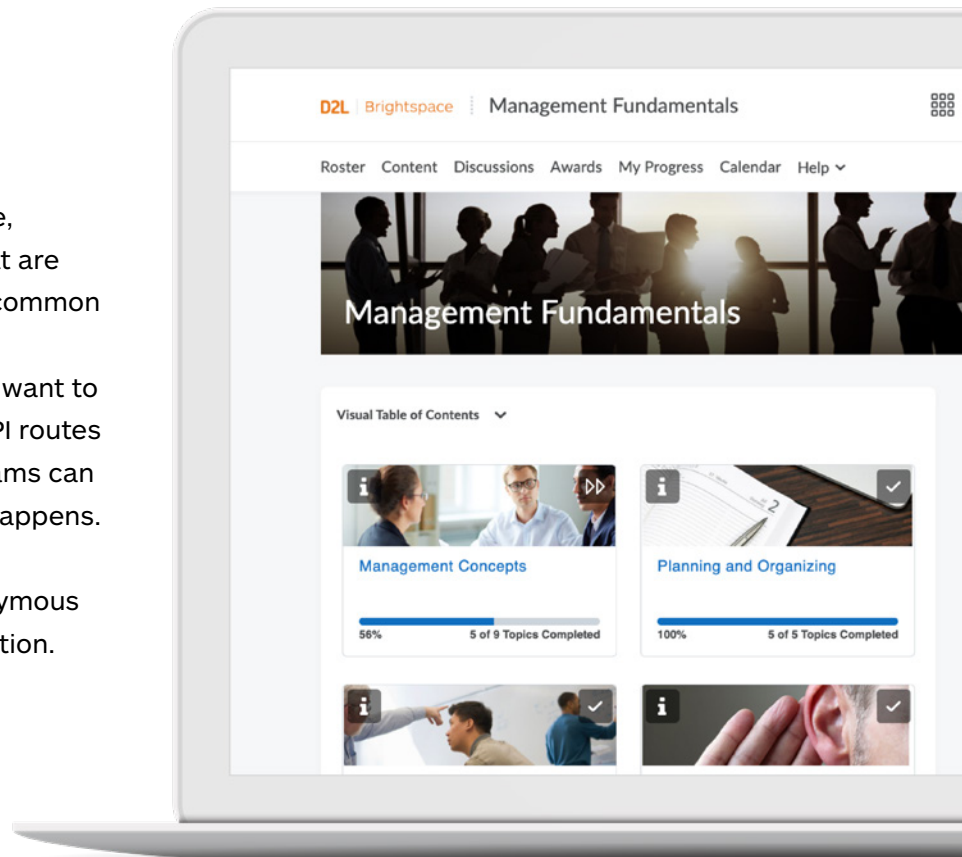 e,
t are
common
want to
PI routes
ams can
appens.
ymous
tion.
D2L Brightspace Management Fundamentals
Roster Content Discussions Awards My Progress Calendar Help
Management Fundamentals
Visual Table of Contents
Management Concepts
56% 5 of 9 Topics Completed
2
Planning and Organizing
100% 5 of 5 Topics Completed